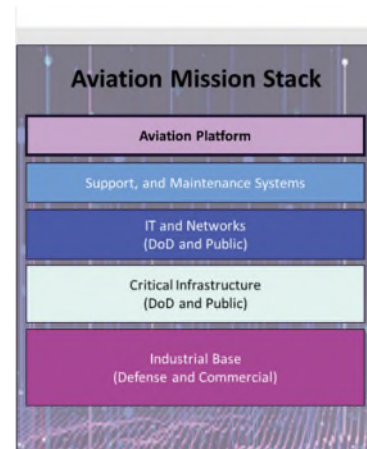 Aviation Mission Stack
Aviation Platform
Support, and Maintenance Systems
IT and Networks
(DoD and Public)
Critical Infrastructure
(DoD and Public)
Industrial Base
(Defense and Commercial)